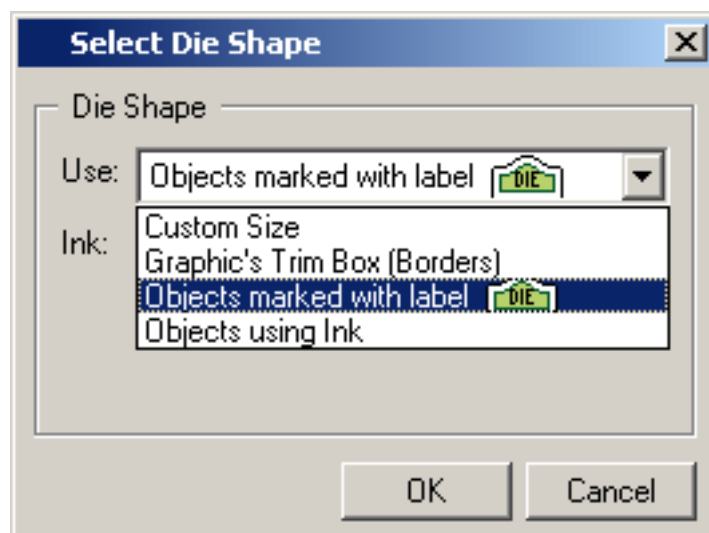 Select Die Shape
Die Shape
Use: Objects marked with label DIE
Ink:
Custom Size
Graphic's Trim Box (Borders)
Objects marked with label DIE
Objects using Ink
OK Cancel